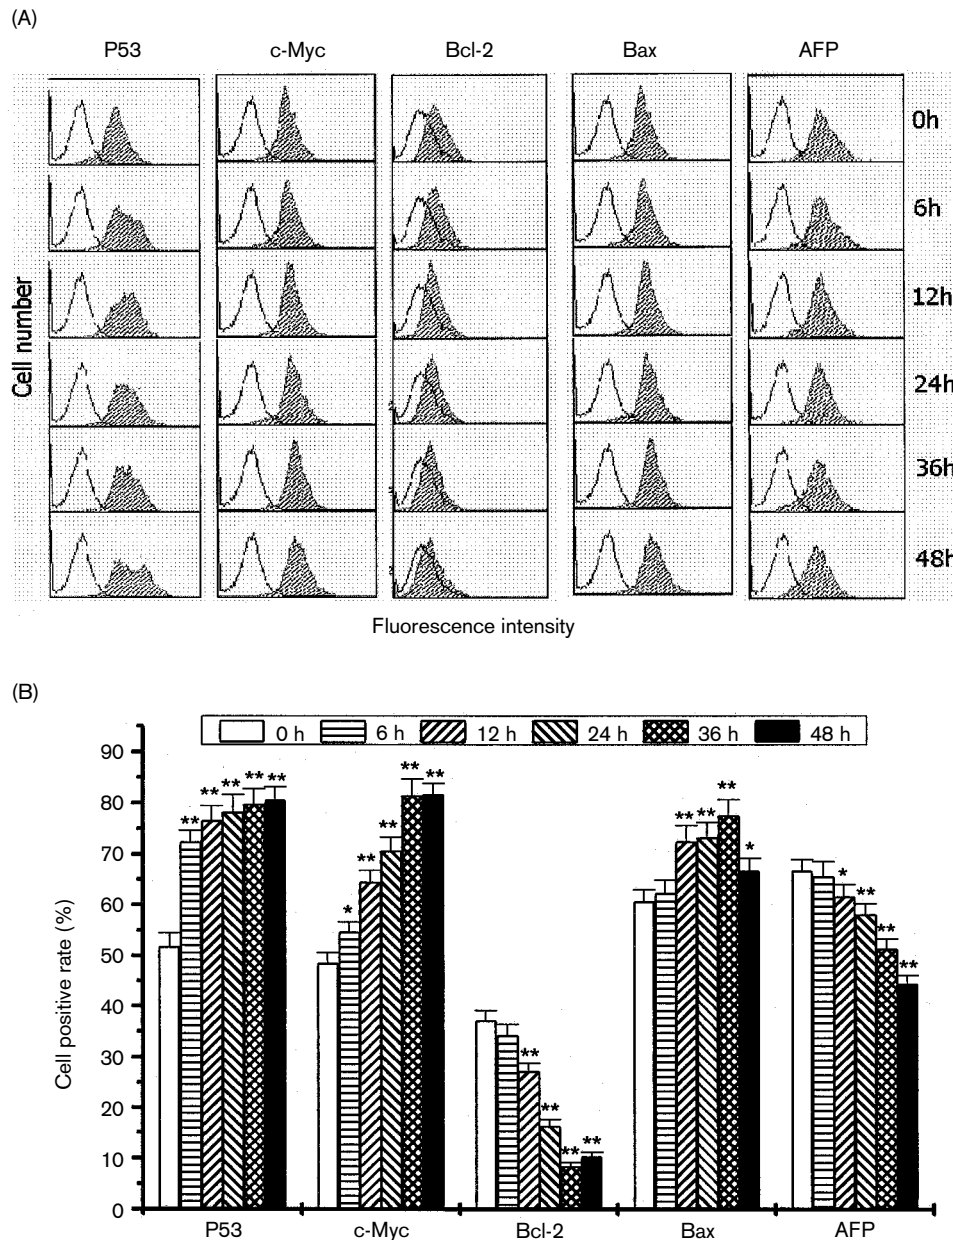 (A)
P53 c-Myc Bcl-2 Bax AFP
0h
6h
12h
24h
36h
48h
Cell number
Fluorescence intensity
(B)
0 h 6 h 12 h 24 h 36 h 48 h
90
80
70
60
50
40
30
20
10
0
Cell positive rate (%)
** ** ** ** **
* ** ** ** **
** ** ** **
** ** ** *
* ** ** **
P53 c-Myc Bcl-2 Bax AFP